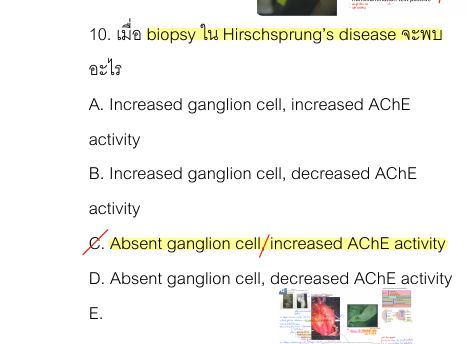 10. เมื่อ biopsy ใน Hirschsprung's disease จะพบ
อะไร
A. Increased ganglion cell, increased AChE
activity
B. Increased ganglion cell, decreased AChE
activity
C. Absent ganglion cell, increased AChE activity
D. Absent ganglion cell, decreased AChE activity
E.